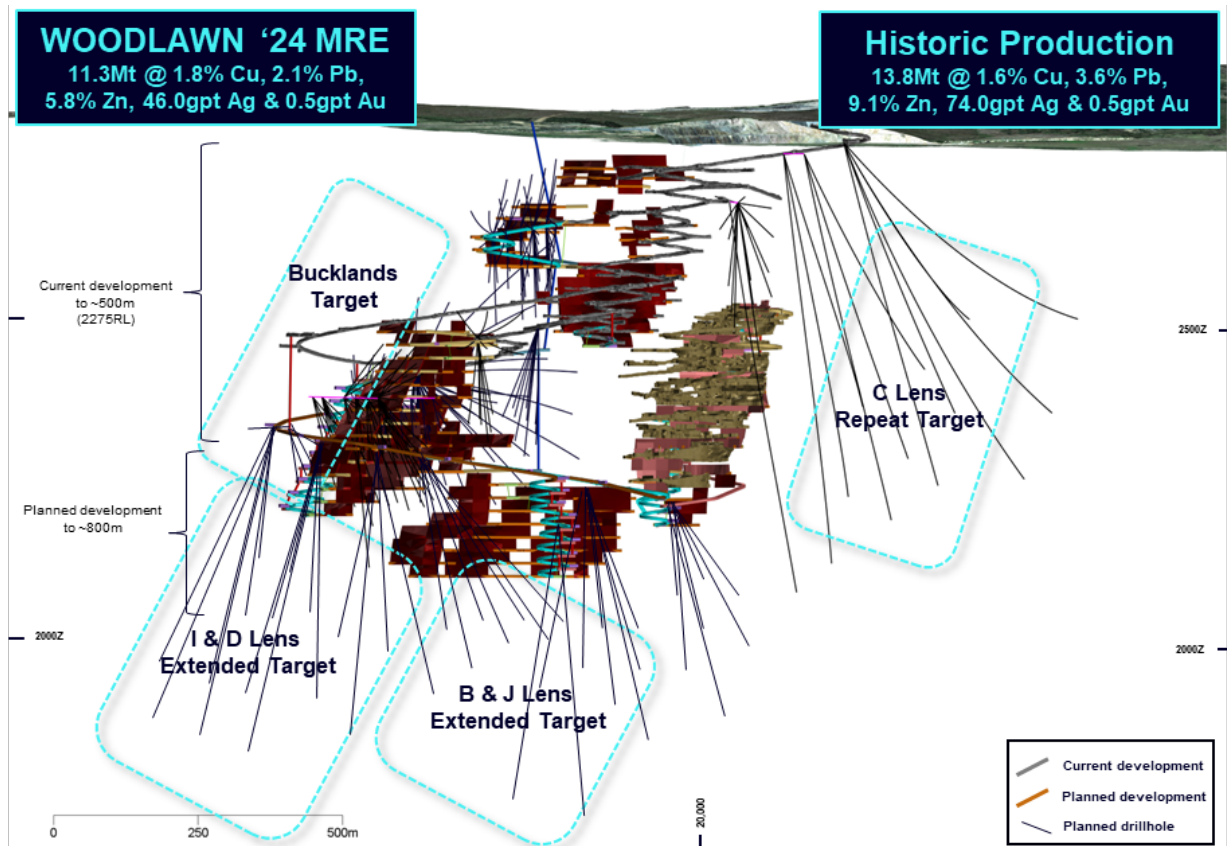 WOODLAWN ‘24 MRE
11.3Mt @ 1.8% Cu, 2.1% Pb,
5.8% Zn, 46.0gpt Ag & 0.5gpt Au
Historic Production
13.8Mt @ 1.6% Cu, 3.6% Pb,
9.1% Zn, 74.0gpt Ag & 0.5gpt Au
Bucklands
Target
Current development
to ~500m
(2275RL)
2500Z
C Lens
Repeat Target
Planned development
to ~800m
2000Z
2000Z
I & D Lens
Extended Target
B & J Lens
Extended Target
Current development
Planned development
Planned drillhole
0
250
500m
20,000